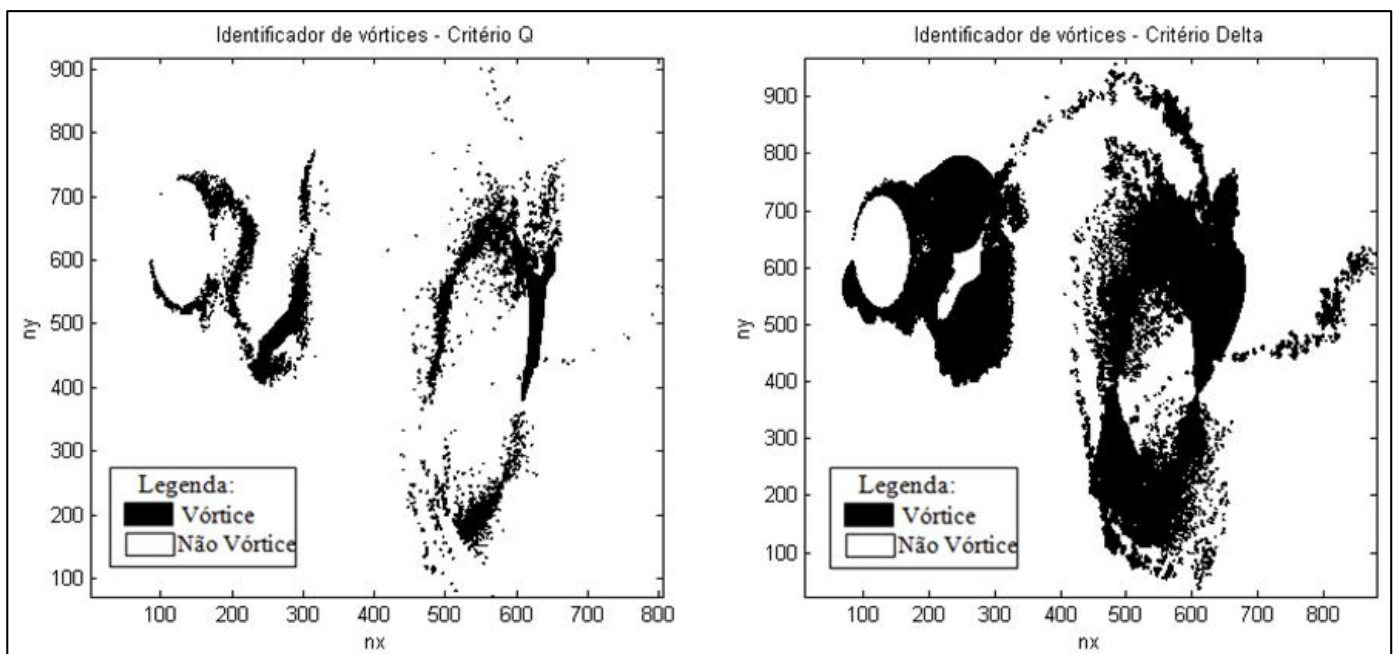 Identificador de vórtices - Critério Q
900
800
700
600
500
400
300
200
100
ny
100 200 300 400 500 600 700 800
nx
Legenda:
Vórtice
Não Vórtice
Identificador de vórtices - Critério Delta
900
800
700
600
500
400
300
200
100
ny
100 200 300 400 500 600 700 800
nx
Legenda:
Vórtice
Não Vórtice